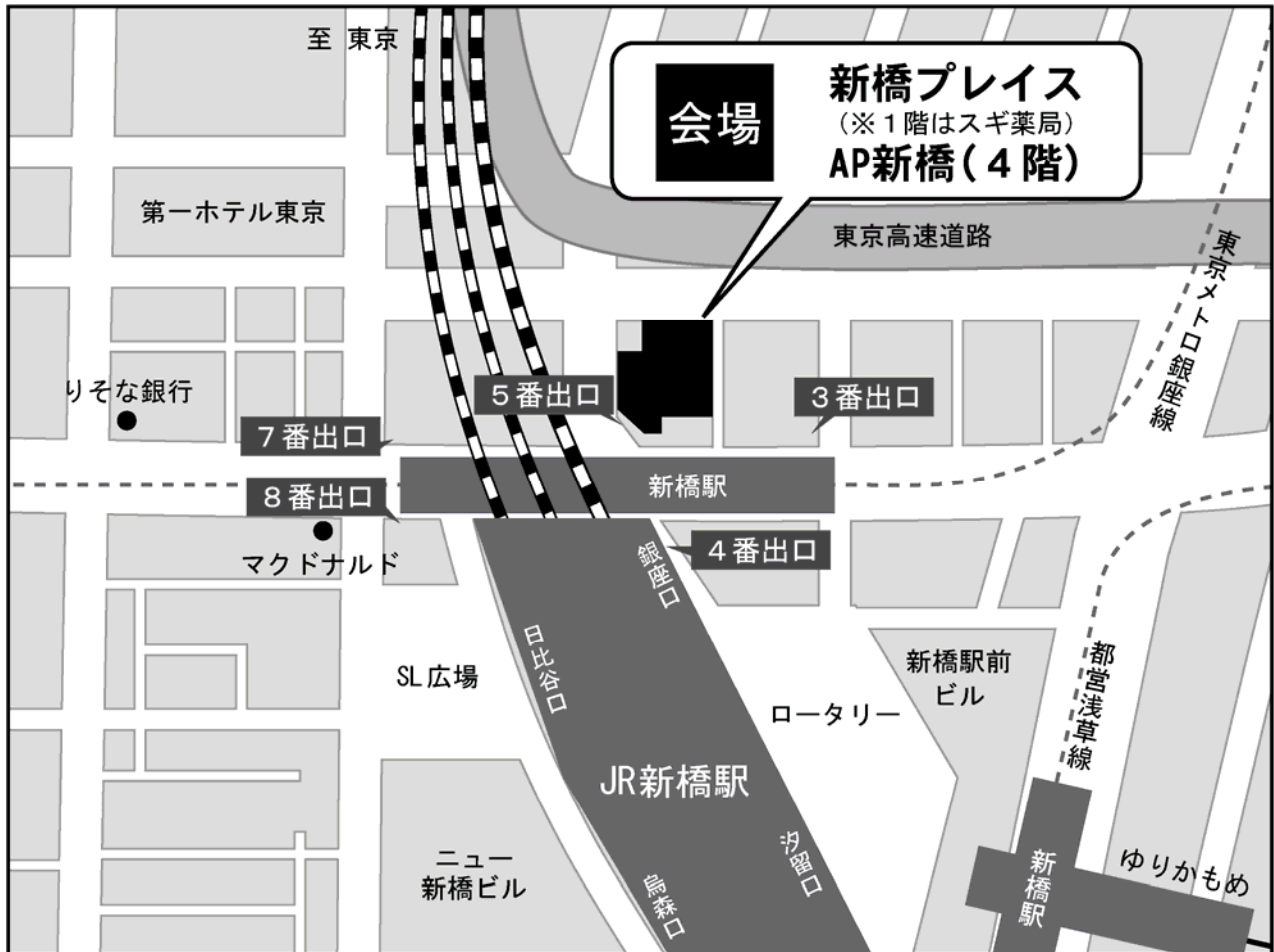 至 東京
会場
新橋プレイス
(※1階はスギ薬局)
AP新橋(4階)
第一ホテル東京
東京高速道路
東京メトロ銀座線
りそな銀行
5番出口
3番出口
7番出口
8番出口
新橋駅
マクドナルド
4番出口
銀座口
日比谷口
SL広場
新橋駅前
ビル
都営浅草線
ロータリー
JR新橋駅
汐留口
ニュー
新橋ビル
烏森口
新橋駅
ゆりかもめ